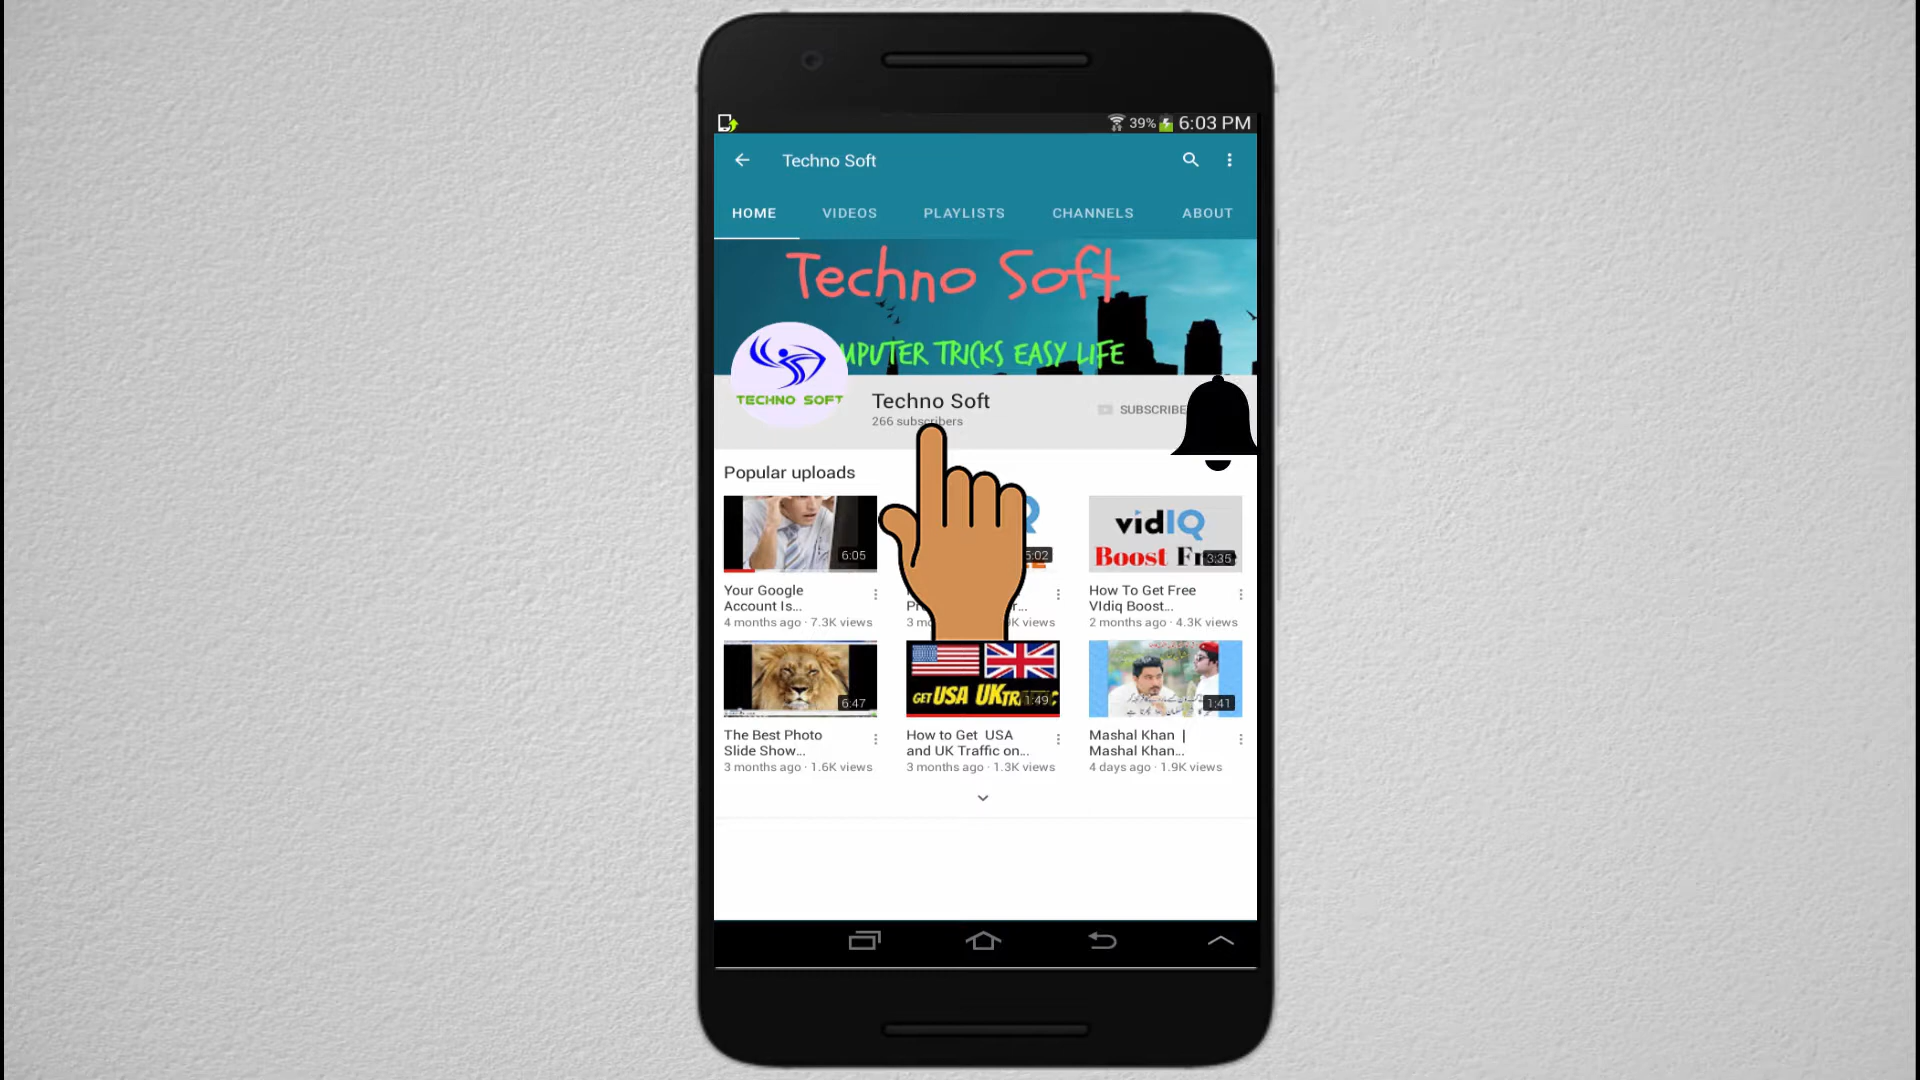 39% 6:03 PM
Techno Soft
HOME VIDEOS PLAYLISTS CHANNELS ABOUT
Techno Soft
MPUTER TRICKS EASY LIFE
TECHNO SOFT
Techno Soft
266 subscribers
SUBSCRIBE
Popular uploads
6:05
5:02
vidIQ
Boost Fr
3:35
Your Google
Account Is...
4 months ago · 7.3K views
How To Get Free
VIdiq Boost...
2 months ago · 4.3K views
6:47
GET USA UK TRA
1:49
1:41
The Best Photo
Slide Show...
3 months ago · 1.6K views
How to Get USA
and UK Traffic on...
3 months ago · 1.3K views
Mashal Khan |
Mashal Khan...
4 days ago · 1.9K views